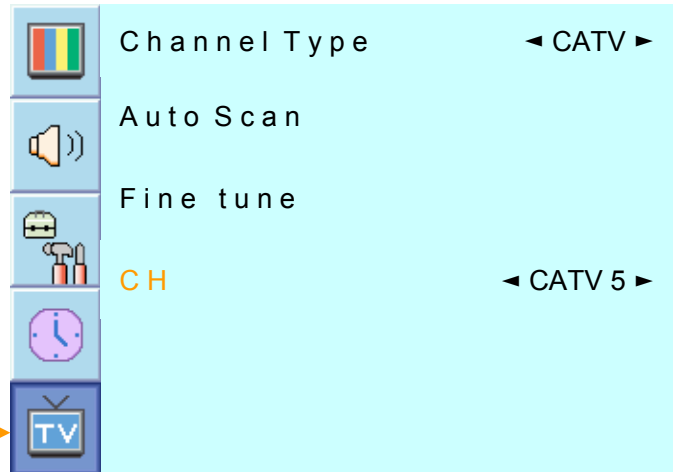 Channel Type ◄ CATV ►
Auto Scan
Fine tune
CH ◄ CATV 5 ►
TV